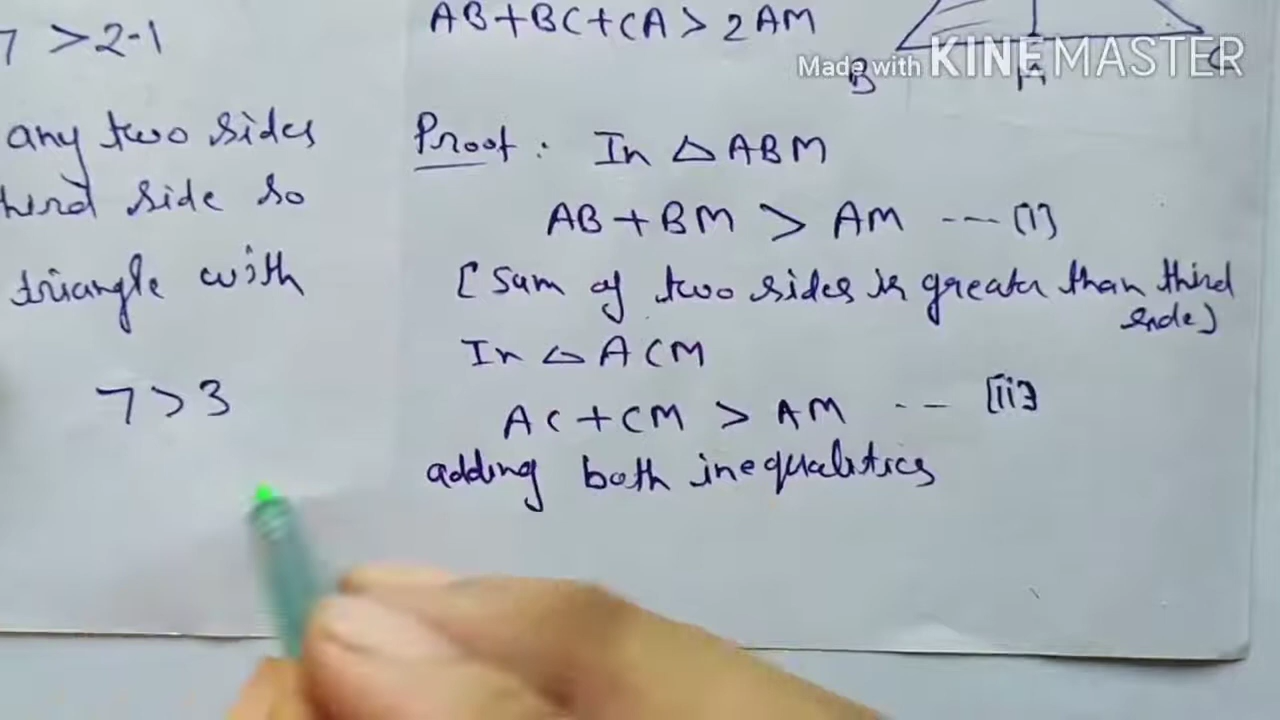 7 > 2-1
any two sides
side so
triangle with
7 > 3
AB+BC+CA > 2AM
B
M
C
Made with KINEMASTER
Proof : In △ABM
AB + BM > AM --- (1)
[Sum of two sides is greater than third
side]
In △ACM
AC + CM > AM -- [ii]
adding both inequalities